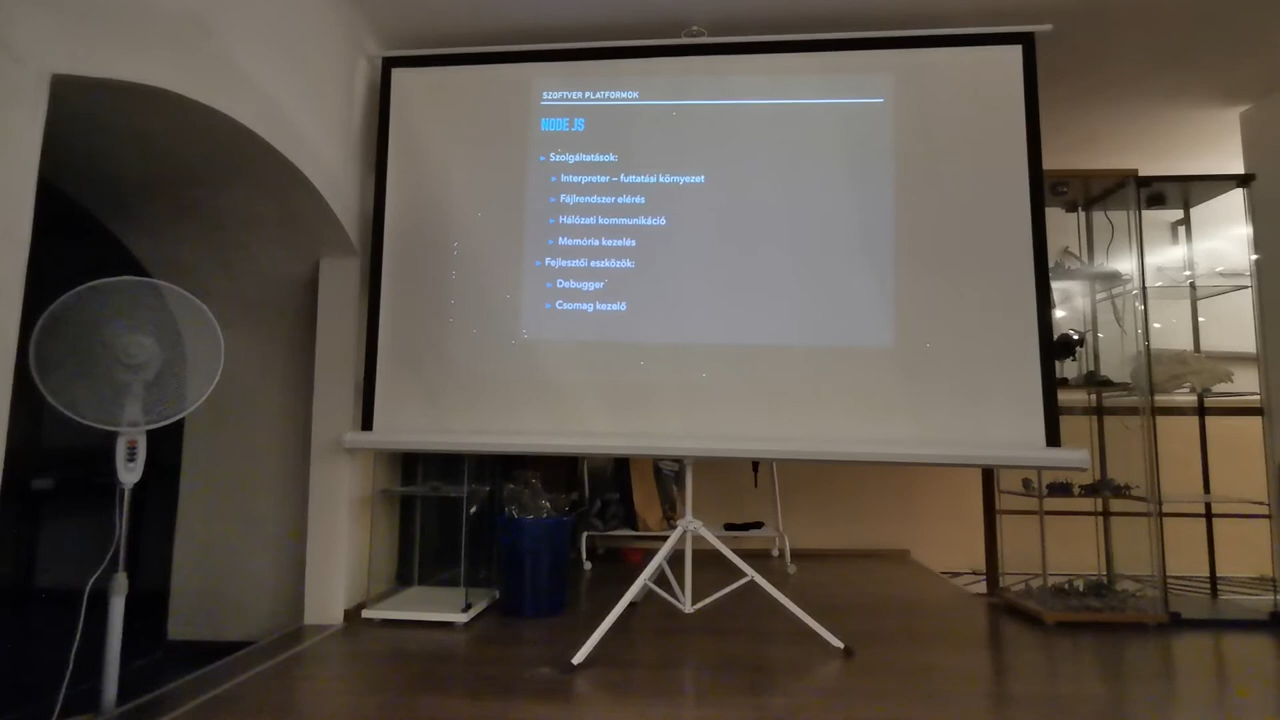 SZOFTVER PLATFORMOK
NODE.JS
Szolgáltatások:
Interpreter – futtatási környezet
Fájlrendszer elérés
Hálózati kommunikáció
Memória kezelés
Fejlesztői eszközök:
Debugger
Csomag kezelő